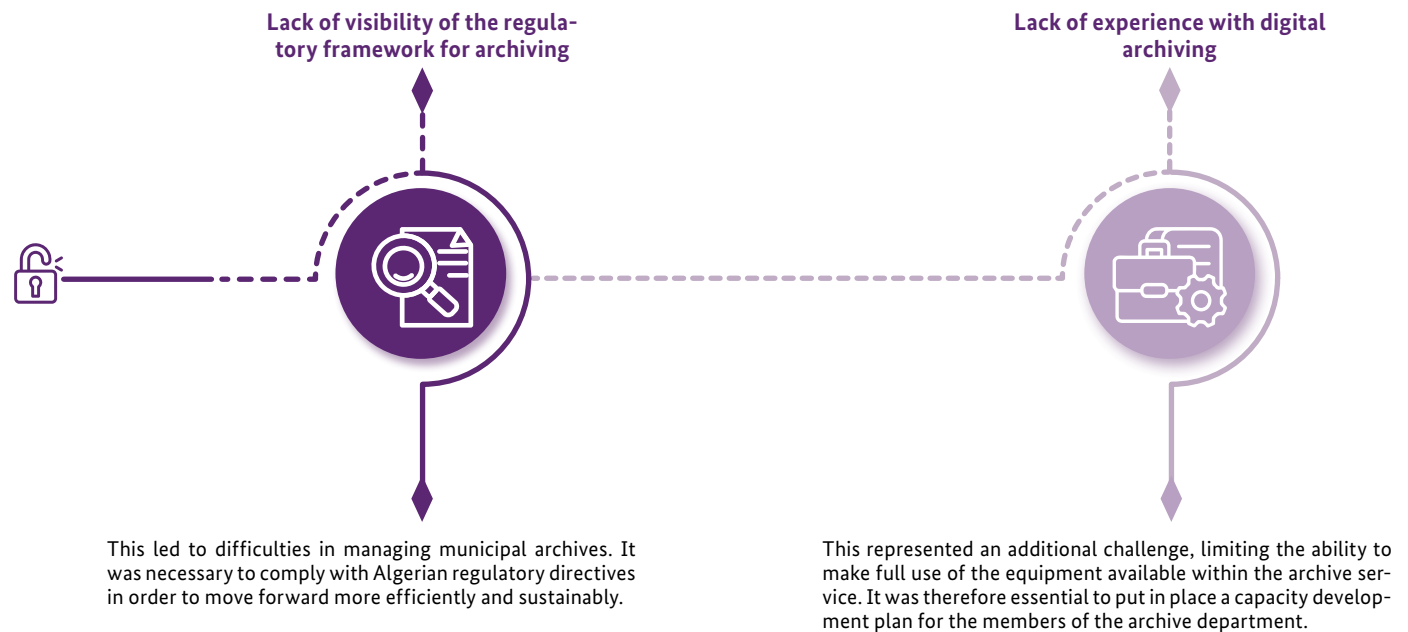 Lack of visibility of the regula-
tory framework for archiving
This led to difficulties in managing municipal archives. It
was necessary to comply with Algerian regulatory directives
in order to move forward more efficiently and sustainably.
Lack of experience with digital
archiving
This represented an additional challenge, limiting the ability to
make full use of the equipment available within the archive ser-
vice. It was therefore essential to put in place a capacity develop-
ment plan for the members of the archive department.